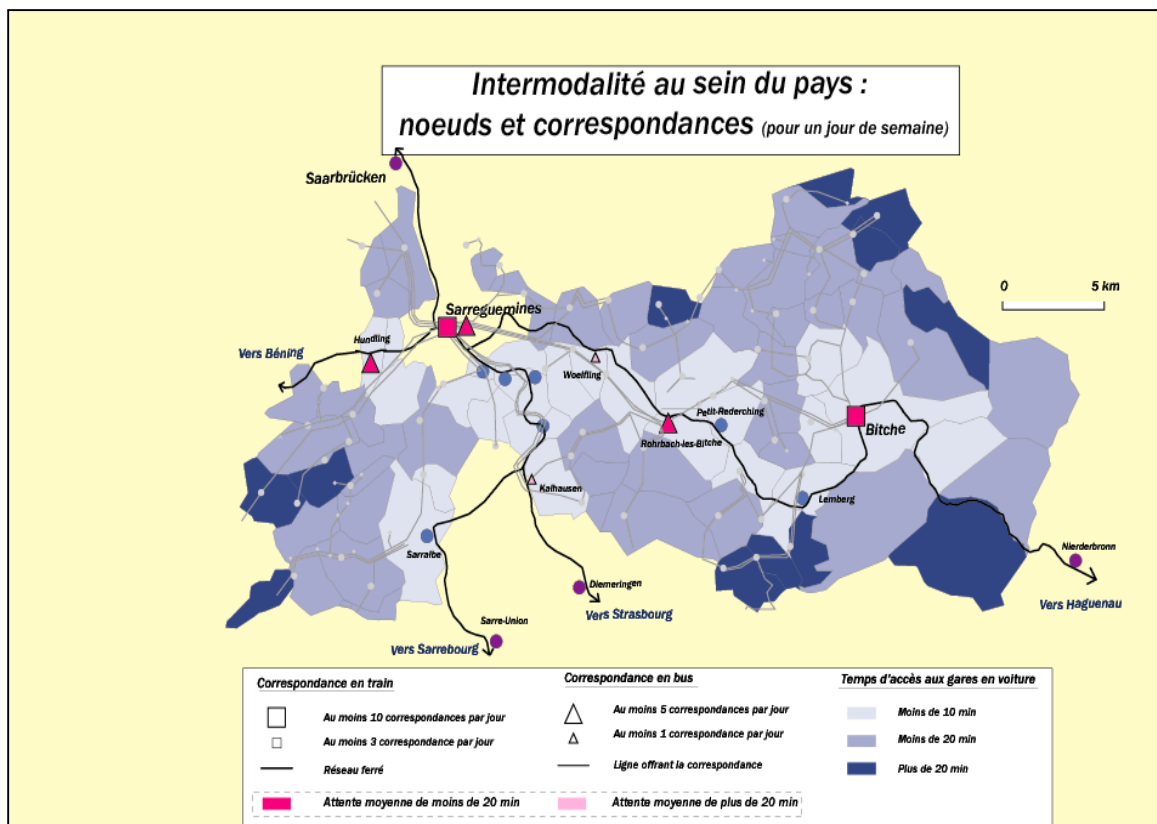 Intermodalité au sein du pays :
noeuds et correspondances (pour un jour de semaine)
Saarbrücken
0 5 km
Sarreguemines
Hundling
Vers Béning
Woelfling
Petit-Rederching
Bitche
Rohrbach-les-Bitche
Kalhausen
Lemberg
Sarralbe
Nierderbronn
Diemeringen
Vers Haguenau
Vers Strasbourg
Sarre-Union
Vers Sarrebourg
Correspondance en train
Au moins 10 correspondances par jour
Au moins 3 correspondance par jour
Réseau ferré
Attente moyenne de moins de 20 min
Correspondance en bus
Au moins 5 correspondances par jour
Au moins 1 correspondance par jour
Ligne offrant la correspondance
Attente moyenne de plus de 20 min
Temps d'accès aux gares en voiture
Moins de 10 min
Moins de 20 min
Plus de 20 min